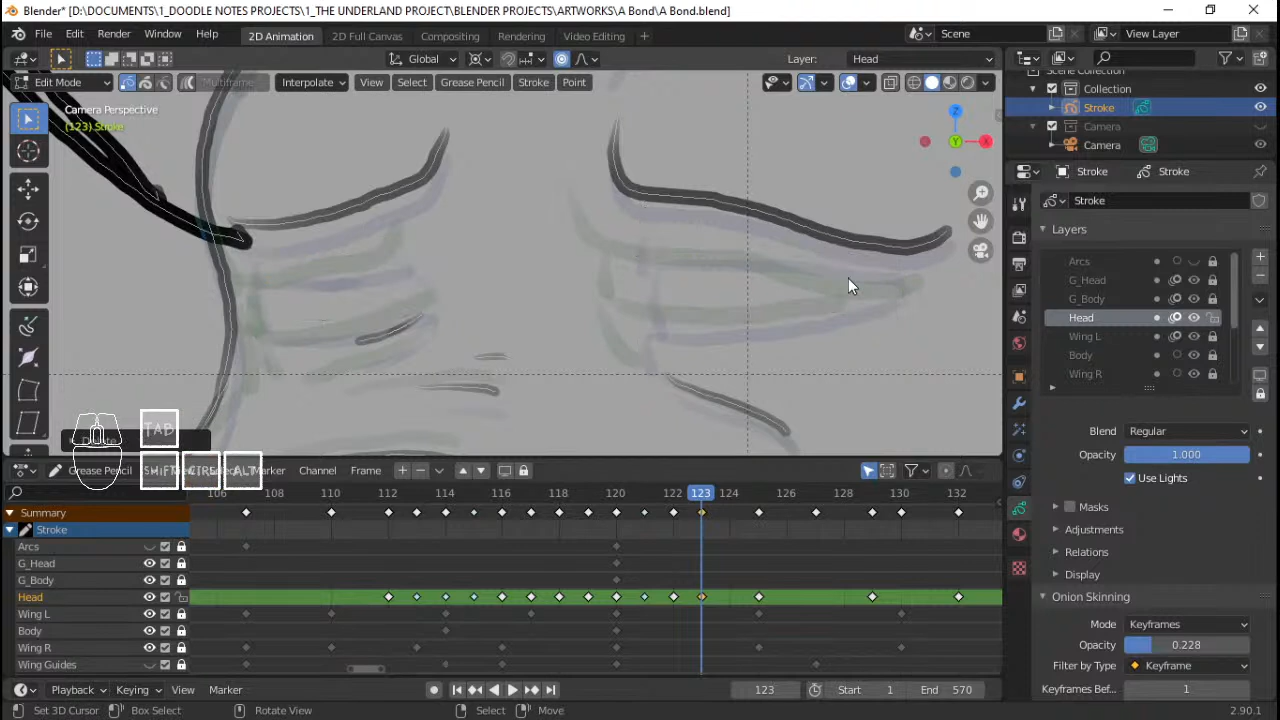 Blender* [D:\DOCUMENTS\1_DOODLE NOTES PROJECTS\1_THE UNDERLAND PROJECT\BLENDER PROJECTS\ARTWORKS\A Bond\A Bond.blend]
File Edit Render Window Help 2D Animation 2D Full Canvas Compositing Rendering Video Editing Scene View Layer
Global Layer: Head
Scene Collection
Edit Mode Multiframe Interpolate View Select Grease Pencil Stroke Point
Collection
Stroke
Camera
Camera
Camera Perspective
(123) Stroke
Z
Y
X
Stroke Stroke
Stroke
Layers
Arcs
G_Head
G_Body
Head
Wing L
Body
Wing R
Blend Regular
Opacity 1.000
Use Lights
Masks
Adjustments
Relations
Display
Onion Skinning
Mode Keyframes
Opacity 0.228
Filter by Type Keyframe
Keyframes Bef... 1
TAB
SHIFT CTRL ALT
Grease Pencil View Select Marker Channel Frame
106 108 110 112 114 116 118 120 122 123 124 126 128 130 132
Summary
Stroke
Arcs
G_Head
G_Body
Head
Wing L
Body
Wing R
Wing Guides
Playback Keying View Marker 123 Start 1 End 570
Set 3D Cursor Box Select Rotate View Select Move 2.90.1